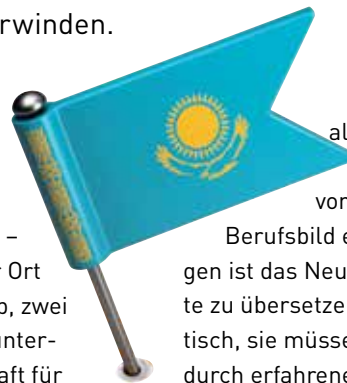 rwinden.
–
r Ort
o, zwei
unter-
aft für
al
vor
Berufsbild e
gen ist das Neu
te zu übersetze
tisch, sie müsse
durch erfahrene